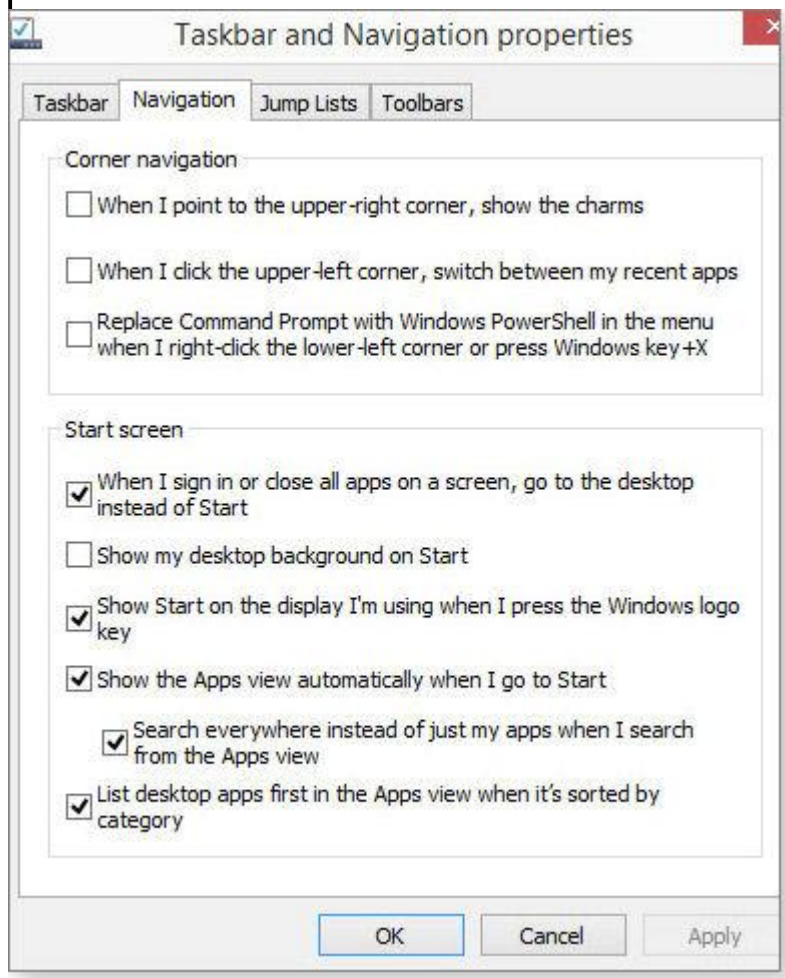 Taskbar and Navigation properties
Taskbar
Navigation
Jump Lists
Toolbars
Corner navigation
When I point to the upper-right corner, show the charms
When I click the upper-left corner, switch between my recent apps
Replace Command Prompt with Windows PowerShell in the menu
when I right-click the lower-left corner or press Windows key+X
Start screen
When I sign in or close all apps on a screen, go to the desktop
instead of Start
Show my desktop background on Start
Show Start on the display I'm using when I press the Windows logo
key
Show the Apps view automatically when I go to Start
Search everywhere instead of just my apps when I search
from the Apps view
List desktop apps first in the Apps view when it's sorted by
category
OK
Cancel
Apply